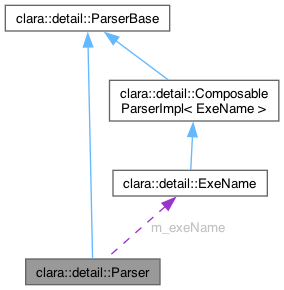 clara::detail::ParserBase
clara::detail::Composable
ParserImpl< ExeName >
clara::detail::ExeName
m_exeName
clara::detail::Parser